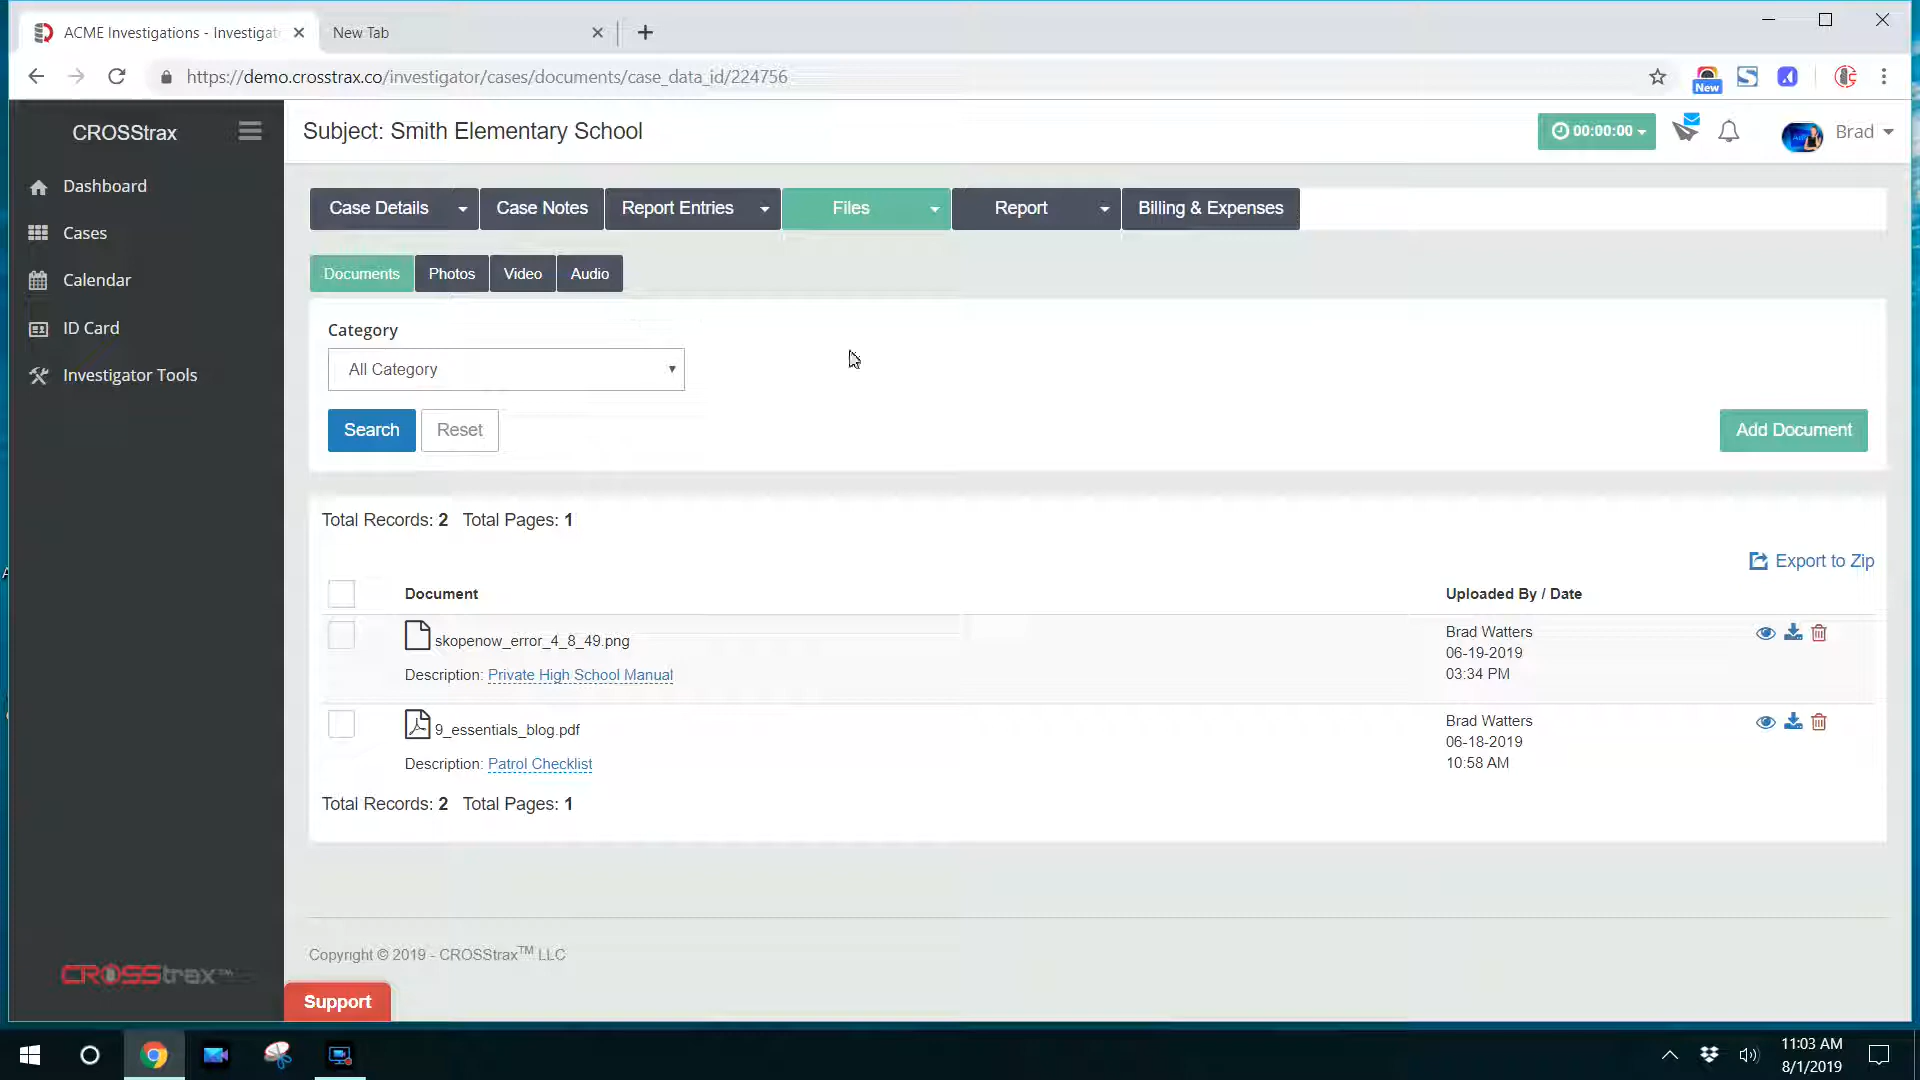 ACME Investigations - Investigat
New Tab
https://demo.crosstrax.co/investigator/cases/documents/case_data_id/224756
New
CROSStrax
Subject: Smith Elementary School
00:00:00
Brad
Dashboard
Cases
Calendar
ID Card
Investigator Tools
Case Details
Case Notes
Report Entries
Files
Report
Billing & Expenses
Documents
Photos
Video
Audio
Category
All Category
Search
Reset
Add Document
Total Records: 2 Total Pages: 1
Export to Zip
Document
Uploaded By / Date
skopenow_error_4_8_49.png
Description: Private High School Manual
Brad Watters
06-19-2019
03:34 PM
9_essentials_blog.pdf
Description: Patrol Checklist
Brad Watters
06-18-2019
10:58 AM
Total Records: 2 Total Pages: 1
Copyright © 2019 - CROSStrax™ LLC
CROSStrax™
Support
11:03 AM
8/1/2019